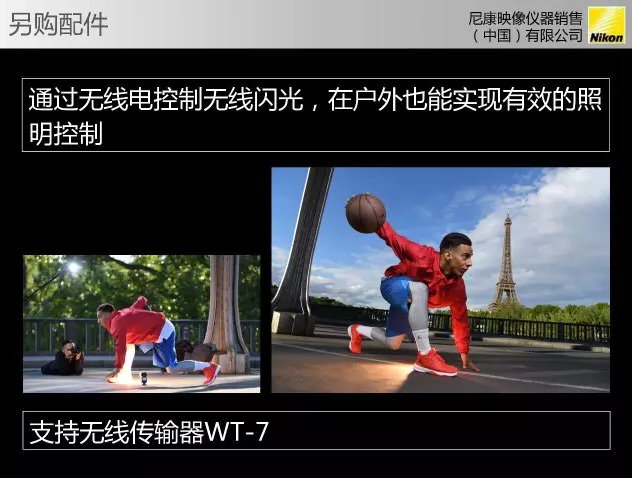 另购配件
尼康映像仪器销售
（中国）有限公司
Nikon
通过无线电控制无线闪光，在户外也能实现有效的照
明控制
支持无线传输器WT-7